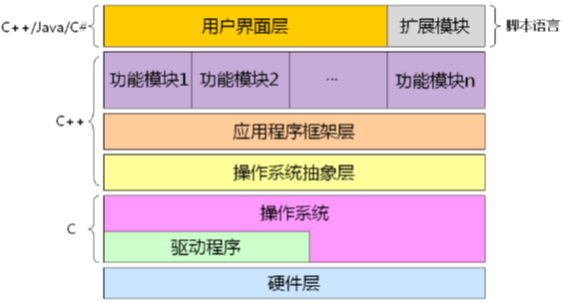 C++/Java/C#
用户界面层
扩展模块
脚本语言
功能模块1
功能模块2
...
功能模块n
C++
应用程序框架层
操作系统抽象层
操作系统
C
驱动程序
硬件层